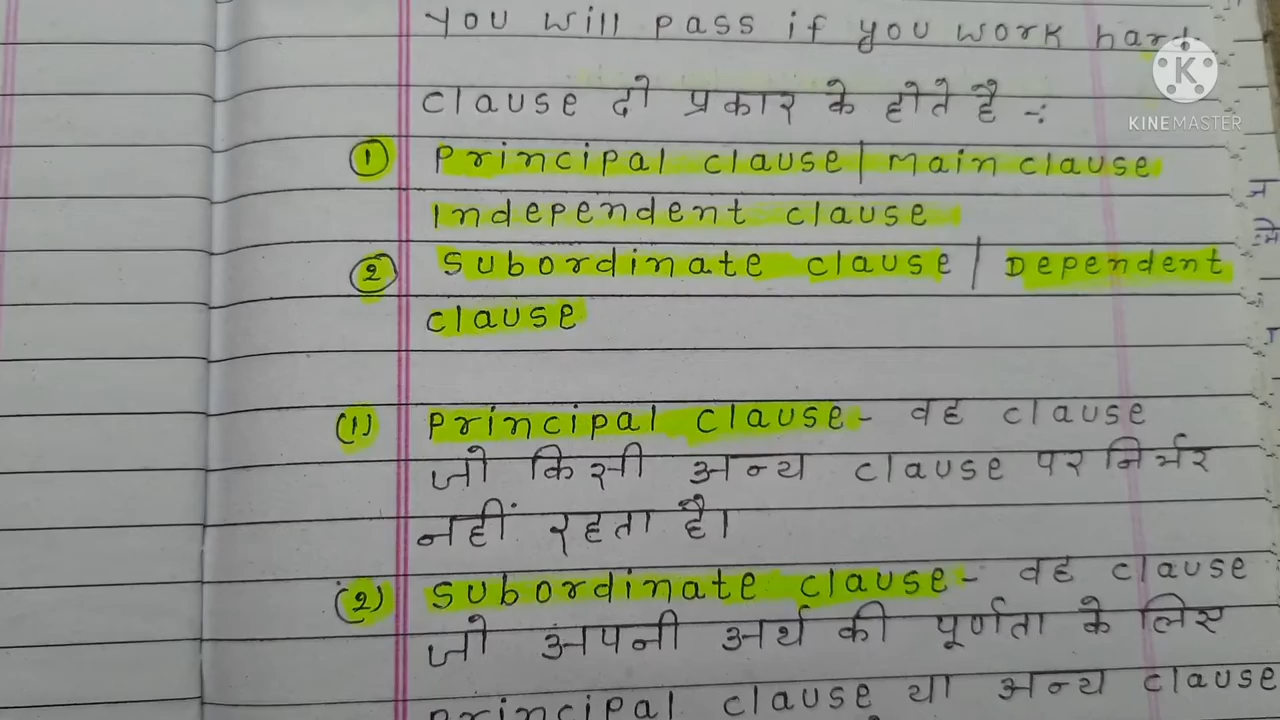 You will pass if you work hard
clause दो प्रकार के होते है -:
① Principal clause | Main clause
Independent clause
② Subordinate clause | Dependent
clause
(1) Principal clause - वह clause
जो किसी अन्य clause पर निर्भर
नहीं रहता है।
(2) Subordinate clause - वह clause
जो अपनी अर्थ की पूर्णता के लिए
Principal clause या अन्य clause
K
KINEMASTER